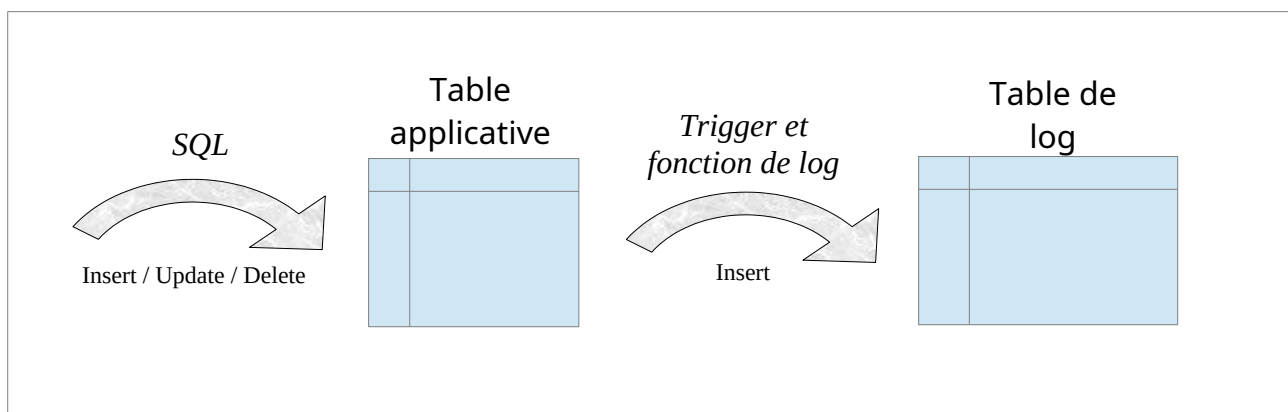 SQL
Insert / Update / Delete
Table
applicative
Trigger et
fonction de log
Insert
Table de
log